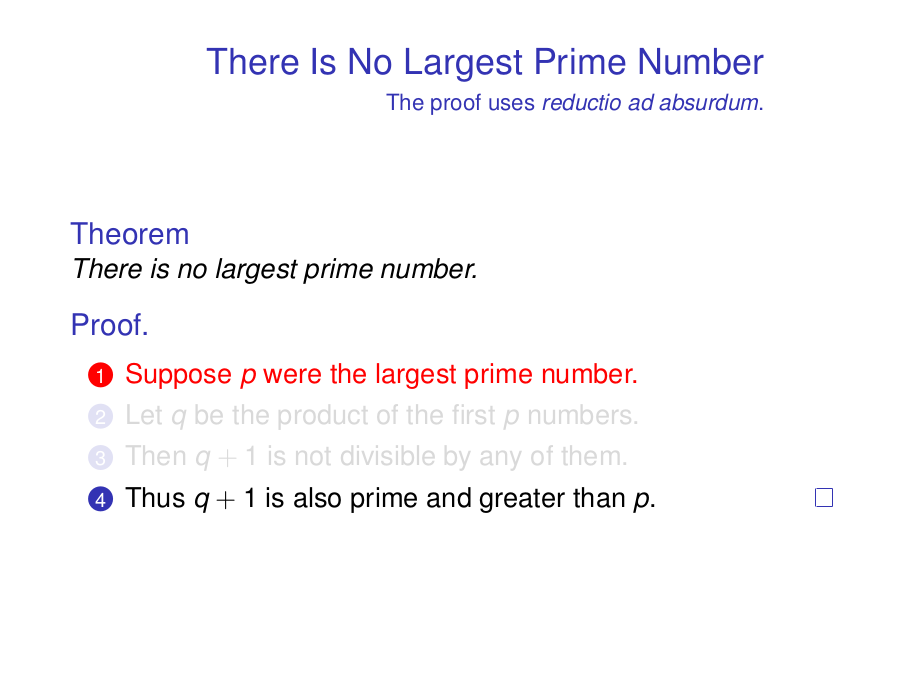 There Is No Largest Prime Number
The proof uses reductio ad absurdum.
Theorem
There is no largest prime number.
Proof.
1 Suppose p were the largest prime number.
2 Let q be the product of the first p numbers.
3 Then q + 1 is not divisible by any of them.
4 Thus q + 1 is also prime and greater than p. □